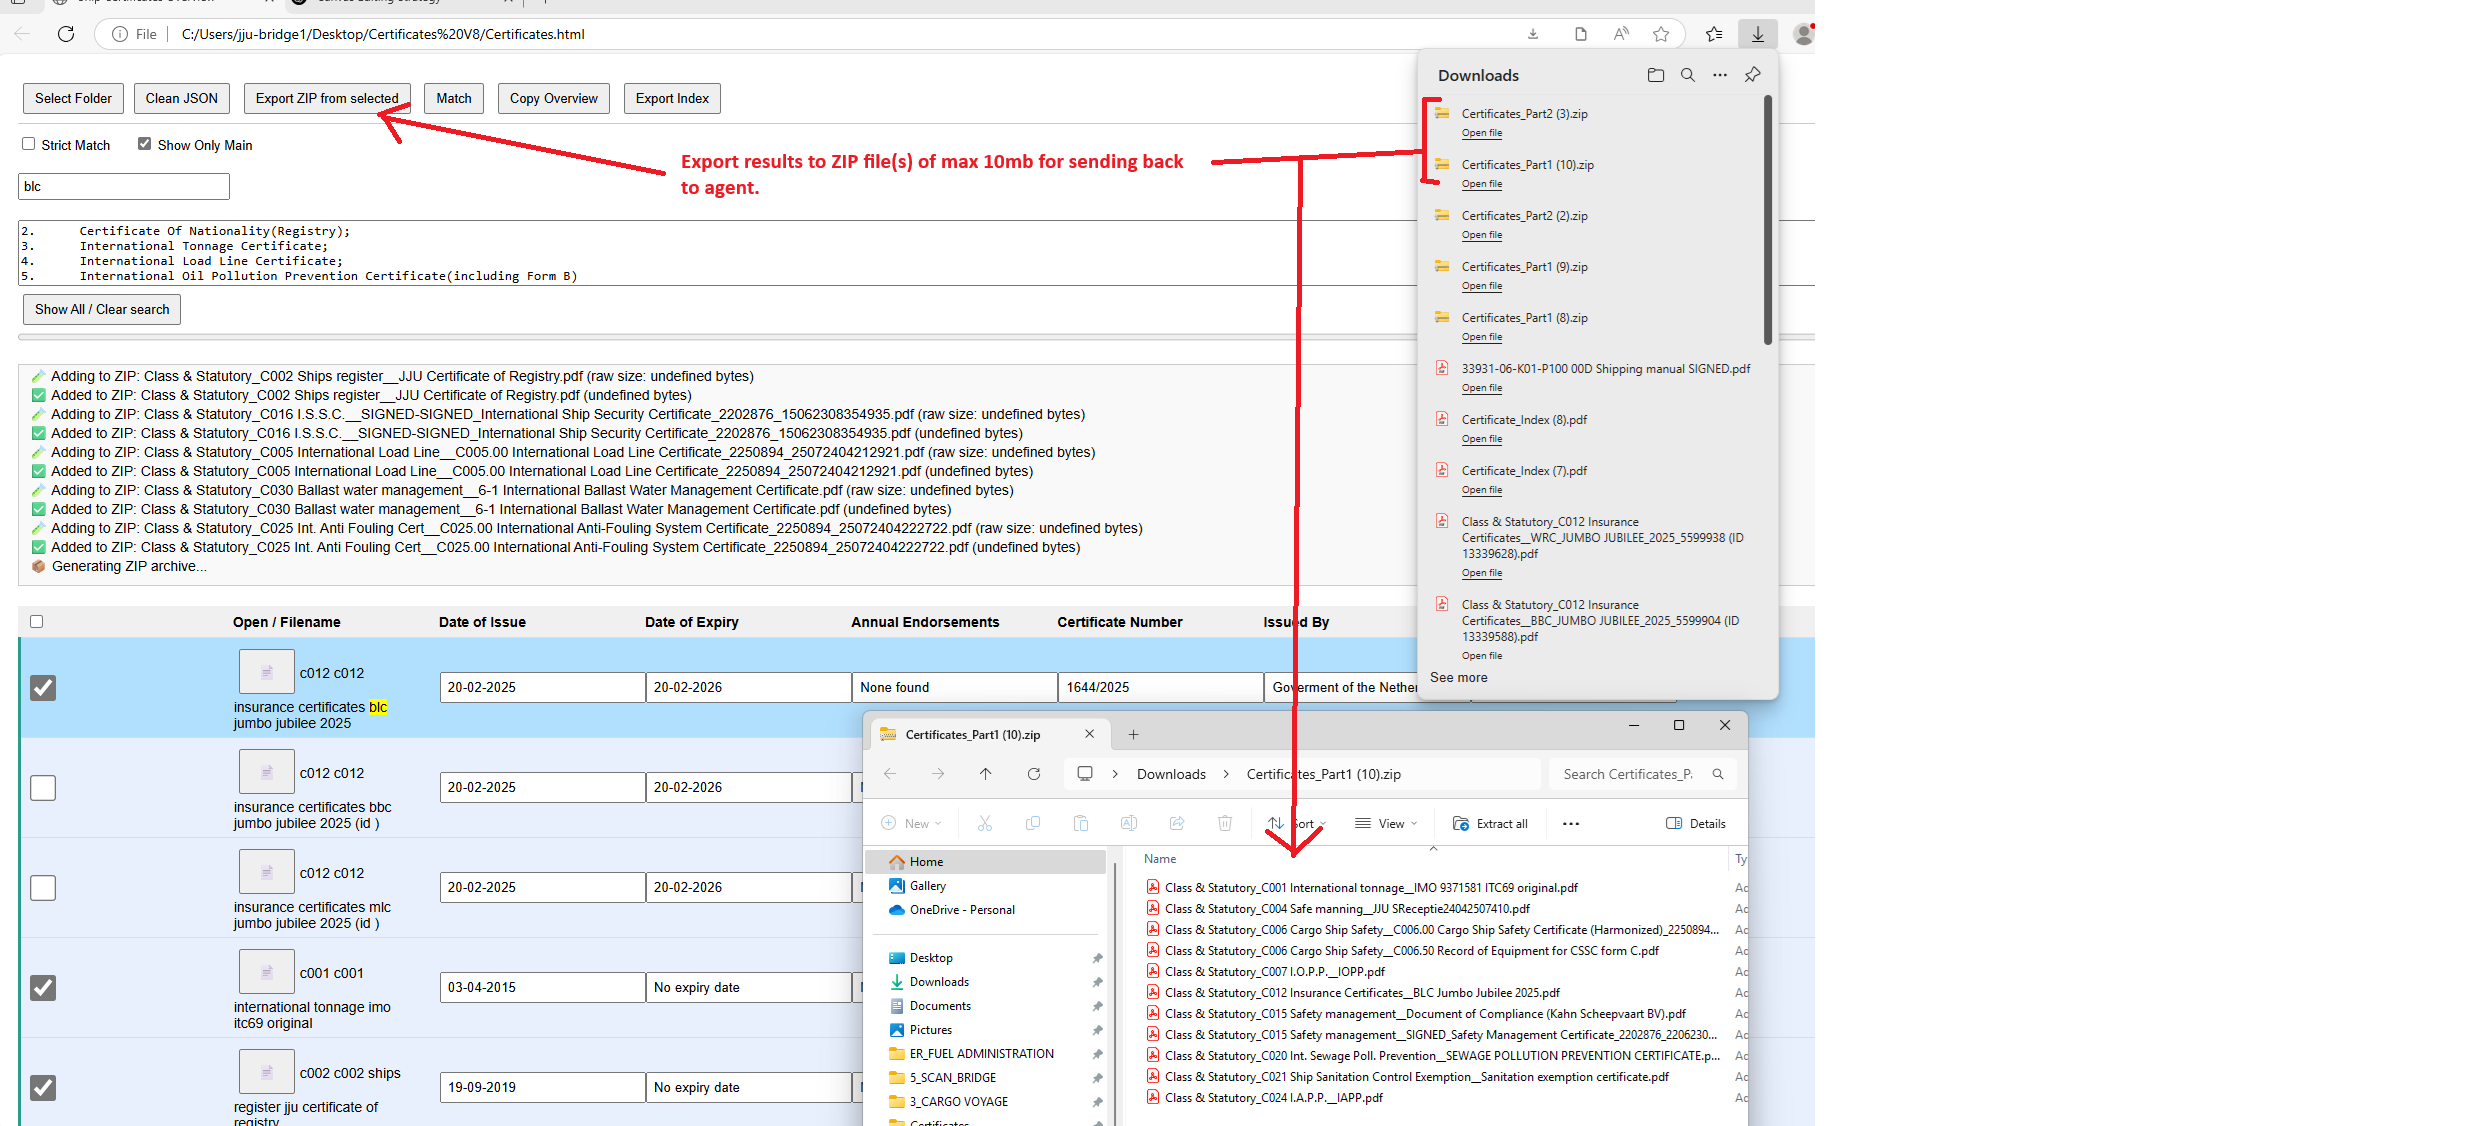 File
C:/Users/jju-bridge1/Desktop/Certificates%20V8/Certificates.html
Select Folder
Clean JSON
Export ZIP from selected
Match
Copy Overview
Export Index
Strict Match
Show Only Main
Export results to ZIP file(s) of max 10mb for sending back
to agent.
blc
2. Certificate Of Nationality(Registry);
3. International Tonnage Certificate;
4. International Load Line Certificate;
5. International Oil Pollution Prevention Certificate(including Form B)
Show All / Clear search
Adding to ZIP: Class & Statutory_C002 Ships register__JJU Certificate of Registry.pdf (raw size: undefined bytes)
Added to ZIP: Class & Statutory_C002 Ships register__JJU Certificate of Registry.pdf (undefined bytes)
Adding to ZIP: Class & Statutory_C016 I.S.S.C.__SIGNED-SIGNED_International Ship Security Certificate_2202876_15062308354935.pdf (raw size: undefined bytes)
Added to ZIP: Class & Statutory_C016 I.S.S.C.__SIGNED-SIGNED_International Ship Security Certificate_2202876_15062308354935.pdf (undefined bytes)
Adding to ZIP: Class & Statutory_C005 International Load Line__C005.00 International Load Line Certificate_2250894_25072404212921.pdf (raw size: undefined bytes)
Added to ZIP: Class & Statutory_C005 International Load Line__C005.00 International Load Line Certificate_2250894_25072404212921.pdf (undefined bytes)
Adding to ZIP: Class & Statutory_C030 Ballast water management__6-1 International Ballast Water Management Certificate.pdf (raw size: undefined bytes)
Added to ZIP: Class & Statutory_C030 Ballast water management__6-1 International Ballast Water Management Certificate.pdf (undefined bytes)
Adding to ZIP: Class & Statutory_C025 Int. Anti Fouling Cert__C025.00 International Anti-Fouling System Certificate_2250894_25072404222722.pdf (raw size: undefined bytes)
Added to ZIP: Class & Statutory_C025 Int. Anti Fouling Cert__C025.00 International Anti-Fouling System Certificate_2250894_25072404222722.pdf (undefined bytes)
Generating ZIP archive...
Downloads
Certificates_Part2 (3).zip
Open file
Certificates_Part1 (10).zip
Open file
Certificates_Part2 (2).zip
Open file
Certificates_Part1 (9).zip
Open file
Certificates_Part1 (8).zip
Open file
33931-06-K01-P100 00D Shipping manual SIGNED.pdf
Open file
Certificate_Index (8).pdf
Open file
Certificate_Index (7).pdf
Open file
Class & Statutory_C012 Insurance
Certificates__WRC_JUMBO JUBILEE_2025_5599938 (ID
13339628).pdf
Open file
Class & Statutory_C012 Insurance
Certificates__BBC_JUMBO JUBILEE_2025_5599904 (ID
13339588).pdf
Open file
See more
Open / Filename
Date of Issue
Date of Expiry
Annual Endorsements
Certificate Number
Issued By
c012 c012
insurance certificates blc
jumbo jubilee 2025
20-02-2025
20-02-2026
None found
1644/2025
Goverment of the Nether
c012 c012
insurance certificates bbc
jumbo jubilee 2025 (id )
20-02-2025
20-02-2026
c012 c012
insurance certificates mlc
jumbo jubilee 2025 (id )
20-02-2025
20-02-2026
c001 c001
international tonnage imo
itc69 original
03-04-2015
No expiry date
c002 c002 ships
register jju certificate of
registry
19-09-2019
No expiry date
Certificates_Part1 (10).zip
Downloads
Certificates_Part1 (10).zip
Search Certificates_Pa
New
Sort
View
Extract all
Details
Home
Gallery
OneDrive - Personal
Desktop
Downloads
Documents
Pictures
ER_FUEL ADMINISTRATION
5_SCAN_BRIDGE
3_CARGO VOYAGE
Certificates
Name
Ty
Class & Statutory_C001 International tonnage__IMO 9371581 ITC69 original.pdf
Class & Statutory_C004 Safe manning__JJU SReceptie24042507410.pdf
Class & Statutory_C006 Cargo Ship Safety__C006.00 Cargo Ship Safety Certificate (Harmonized)_2250894...
Class & Statutory_C006 Cargo Ship Safety__C006.50 Record of Equipment for CSSC form C.pdf
Class & Statutory_C007 I.O.P.P.__IOPP.pdf
Class & Statutory_C012 Insurance Certificates__BLC Jumbo Jubilee 2025.pdf
Class & Statutory_C015 Safety management__Document of Compliance (Kahn Scheepvaart BV).pdf
Class & Statutory_C015 Safety management__SIGNED_Safety Management Certificate_2202876_2206230...
Class & Statutory_C020 Int. Sewage Poll. Prevention__SEWAGE POLLUTION PREVENTION CERTIFICATE.p...
Class & Statutory_C021 Ship Sanitation Control Exemption__Sanitation exemption certificate.pdf
Class & Statutory_C024 I.A.P.P.__IAPP.pdf